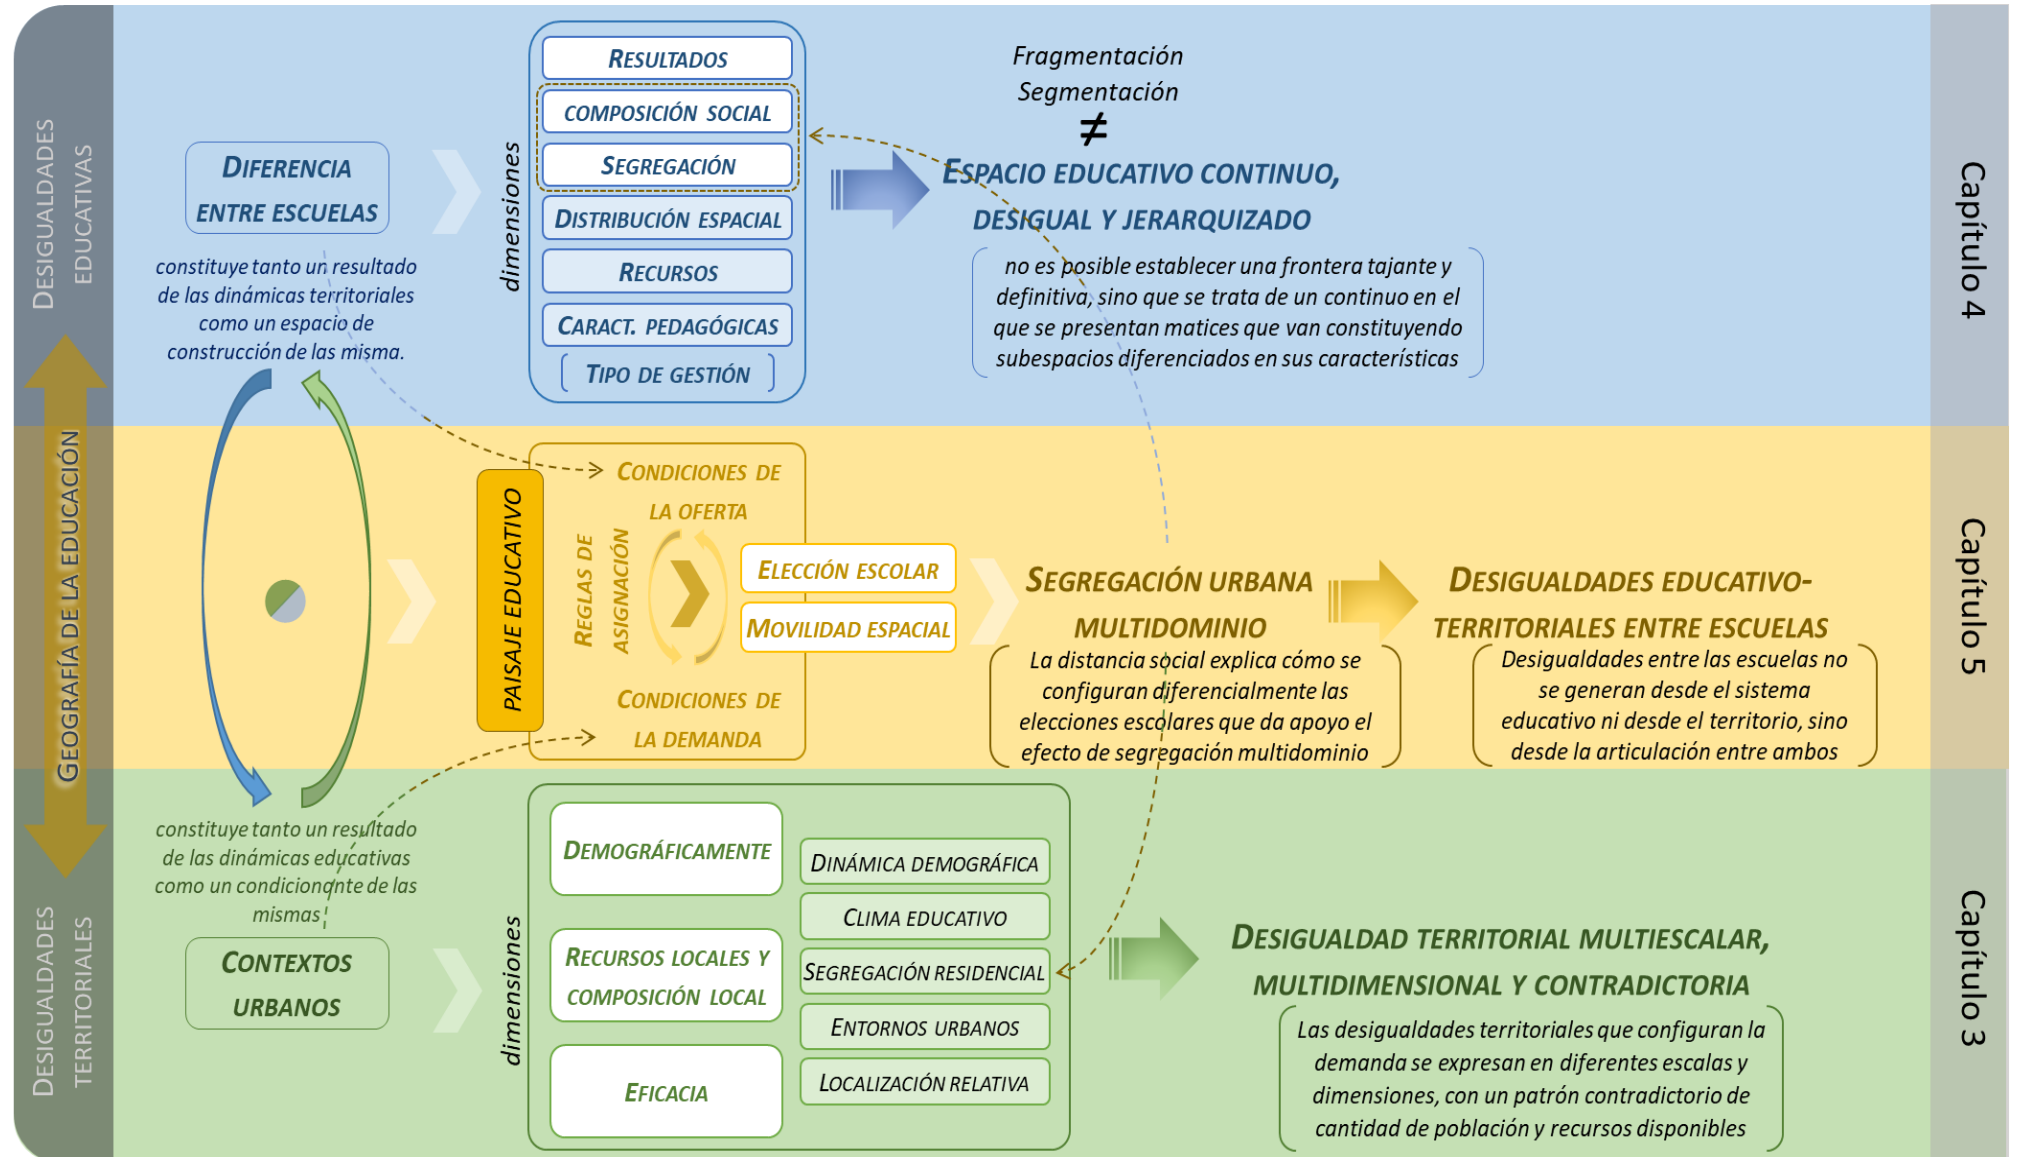 DESIGUALDADES
EDUCATIVAS
GEOGRAFÍA DE LA EDUCACIÓN
DESIGUALDADES
TERRITORIALES
DIFERENCIA
ENTRE ESCUELAS
constituye tanto un resultado
de las dinámicas territoriales
como un espacio de
construcción de las misma.
dimensiones
RESULTADOS
COMPOSICIÓN SOCIAL
SEGREGACIÓN
DISTRIBUCIÓN ESPACIAL
RECURSOS
CARACT. PEDAGÓGICAS
TIPO DE GESTIÓN
Fragmentación
Segmentación
≠
ESPACIO EDUCATIVO CONTINUO,
DESIGUAL Y JERARQUIZADO
no es posible establecer una frontera tajante y
definitiva, sino que se trata de un continuo en el
que se presentan matices que van constituyendo
subespacios diferenciados en sus características
Capítulo 4
PAISAJE EDUCATIVO
CONDICIONES DE
LA OFERTA
REGLAS DE
ASIGNACIÓN
ELECCIÓN ESCOLAR
MOVILIDAD ESPACIAL
CONDICIONES DE
LA DEMANDA
SEGREGACIÓN URBANA
MULTIDOMINIO
La distancia social explica cómo se
configuran diferencialmente las
elecciones escolares que da apoyo el
efecto de segregación multidominio
DESIGUALDADES EDUCATIVO-
TERRITORIALES ENTRE ESCUELAS
Desigualdades entre las escuelas no
se generan desde el sistema
educativo ni desde el territorio, sino
desde la articulación entre ambos
Capítulo 5
constituye tanto un resultado
de las dinámicas educativas
como un condicionante de las
mismas
CONTEXTOS
URBANOS
dimensiones
DEMOGRÁFICAMENTE
RECURSOS LOCALES Y
COMPOSICIÓN LOCAL
EFICACIA
DINÁMICA DEMOGRÁFICA
CLIMA EDUCATIVO
SEGREGACIÓN RESIDENCIAL
ENTORNOS URBANOS
LOCALIZACIÓN RELATIVA
DESIGUALDAD TERRITORIAL MULTIESCALAR,
MULTIDIMENSIONAL Y CONTRADICTORIA
Las desigualdades territoriales que configuran la
demanda se expresan en diferentes escalas y
dimensiones, con un patrón contradictorio de
cantidad de población y recursos disponibles
Capítulo 3